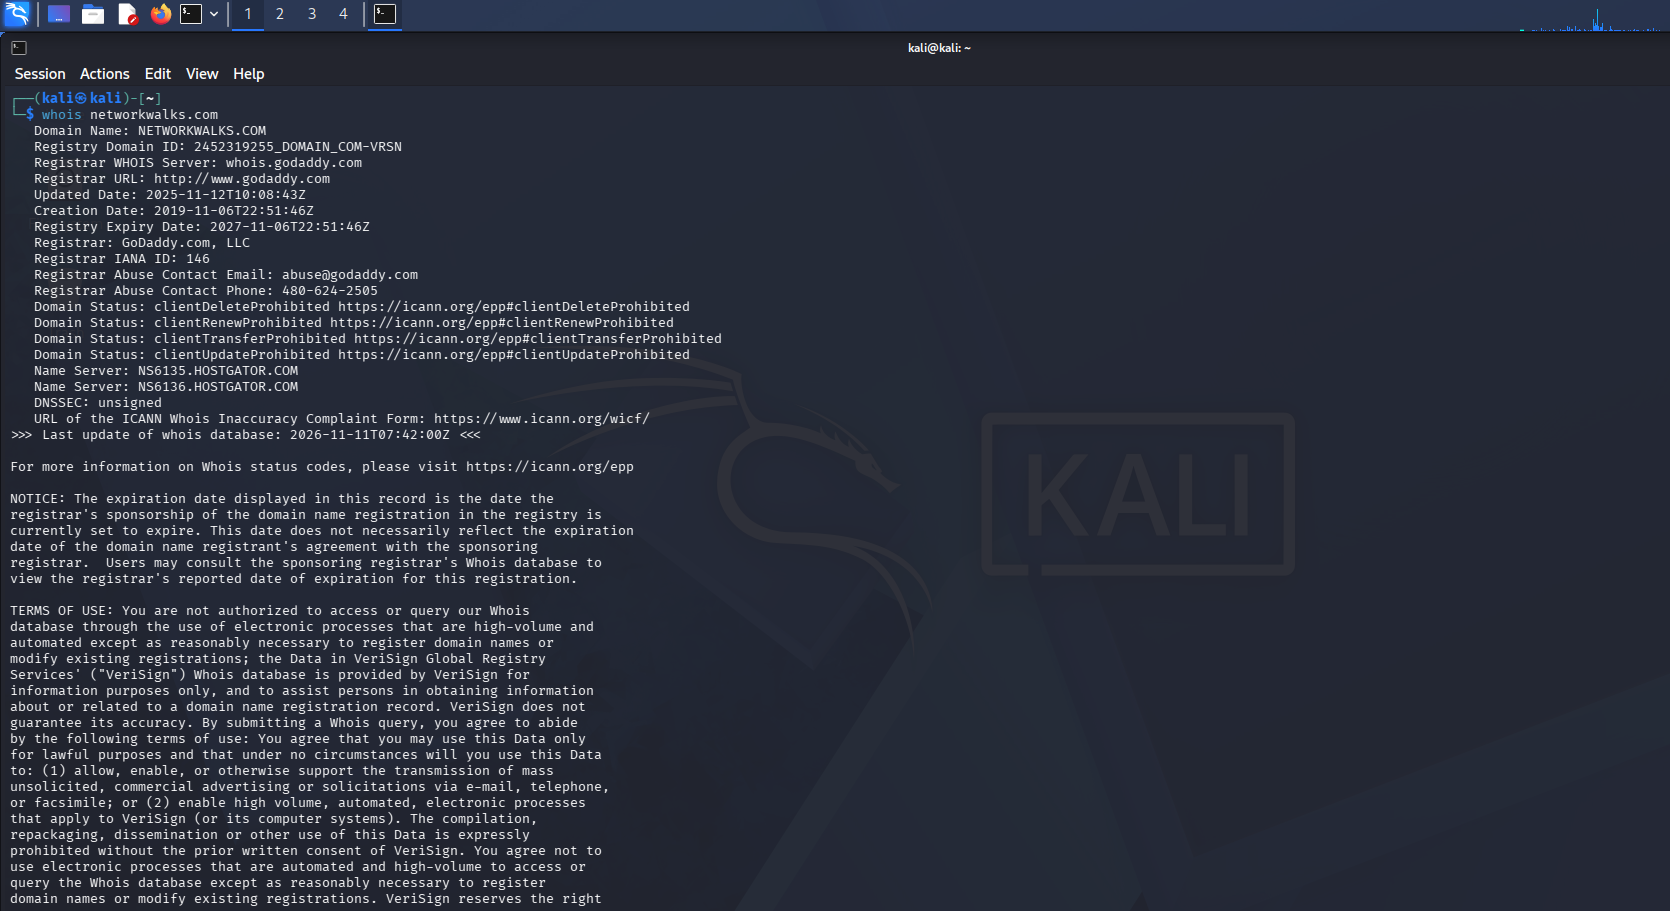 1 2 3 4
kali@kali: ~
Session Actions Edit View Help
┌──(kali㉿kali)-[~]
└─$ whois networkwalks.com
Domain Name: NETWORKWALKS.COM
Registry Domain ID: 2452319255_DOMAIN_COM-VRSN
Registrar WHOIS Server: whois.godaddy.com
Registrar URL: http://www.godaddy.com
Updated Date: 2025-11-12T10:08:43Z
Creation Date: 2019-11-06T22:51:46Z
Registry Expiry Date: 2027-11-06T22:51:46Z
Registrar: GoDaddy.com, LLC
Registrar IANA ID: 146
Registrar Abuse Contact Email: abuse@godaddy.com
Registrar Abuse Contact Phone: 480-624-2505
Domain Status: clientDeleteProhibited https://icann.org/epp#clientDeleteProhibited
Domain Status: clientRenewProhibited https://icann.org/epp#clientRenewProhibited
Domain Status: clientTransferProhibited https://icann.org/epp#clientTransferProhibited
Domain Status: clientUpdateProhibited https://icann.org/epp#clientUpdateProhibited
Name Server: NS6135.HOSTGATOR.COM
Name Server: NS6136.HOSTGATOR.COM
DNSSEC: unsigned
URL of the ICANN Whois Inaccuracy Complaint Form: https://www.icann.org/wicf/
>>> Last update of whois database: 2026-11-11T07:42:00Z <<<
For more information on Whois status codes, please visit https://icann.org/epp
NOTICE: The expiration date displayed in this record is the date the
registrar's sponsorship of the domain name registration in the registry is
currently set to expire. This date does not necessarily reflect the expiration
date of the domain name registrant's agreement with the sponsoring
registrar.  Users may consult the sponsoring registrar's Whois database to
view the registrar's reported date of expiration for this registration.
TERMS OF USE: You are not authorized to access or query our Whois
database through the use of electronic processes that are high-volume and
automated except as reasonably necessary to register domain names or
modify existing registrations; the Data in VeriSign Global Registry
Services' ("VeriSign") Whois database is provided by VeriSign for
information purposes only, and to assist persons in obtaining information
about or related to a domain name registration record. VeriSign does not
guarantee its accuracy. By submitting a Whois query, you agree to abide
by the following terms of use: You agree that you may use this Data only
for lawful purposes and that under no circumstances will you use this Data
to: (1) allow, enable, or otherwise support the transmission of mass
unsolicited, commercial advertising or solicitations via e-mail, telephone,
or facsimile; or (2) enable high volume, automated, electronic processes
that apply to VeriSign (or its computer systems). The compilation,
repackaging, dissemination or other use of this Data is expressly
prohibited without the prior written consent of VeriSign. You agree not to
use electronic processes that are automated and high-volume to access or
query the Whois database except as reasonably necessary to register
domain names or modify existing registrations. VeriSign reserves the right
KALI